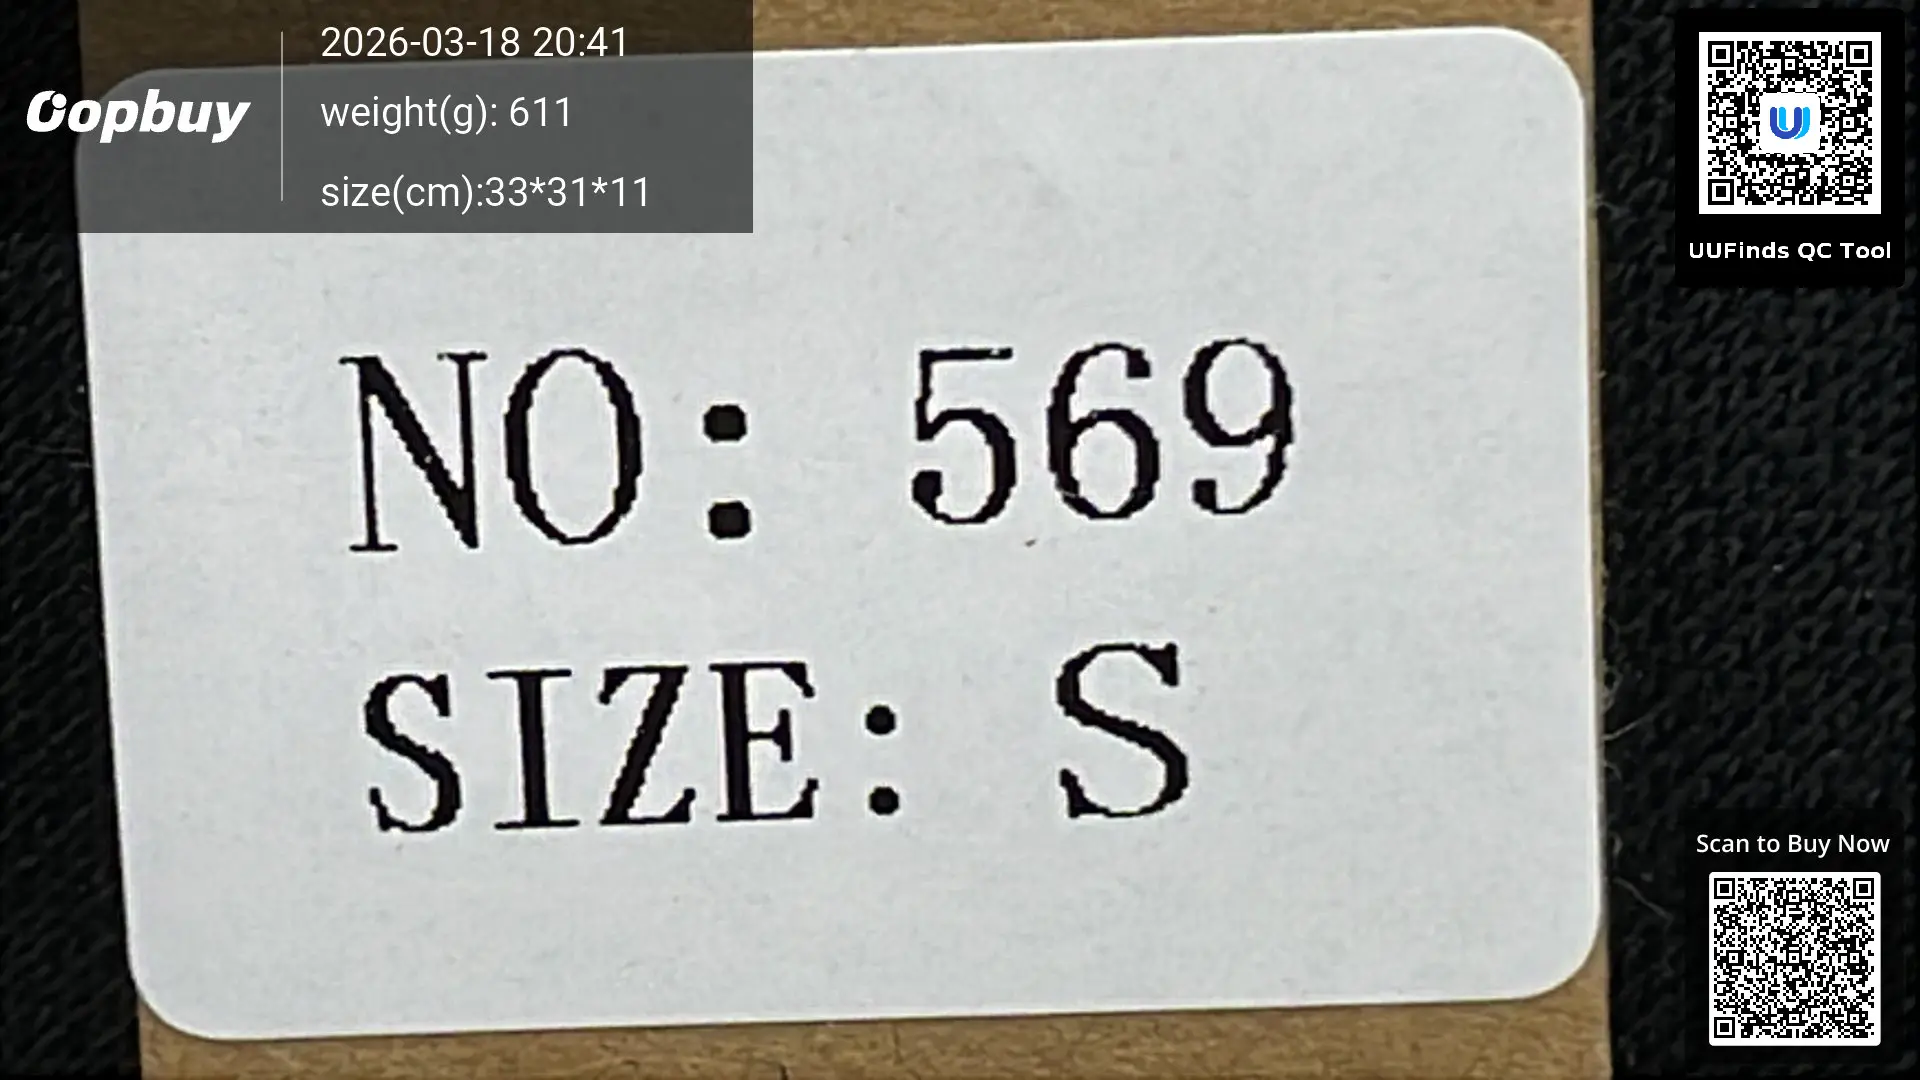 Oopbuy
2026-03-18 20:41
weight(g): 611
size(cm):33*31*11
UUFinds QC Tool
NO: 569
SIZE: S
Scan to Buy Now